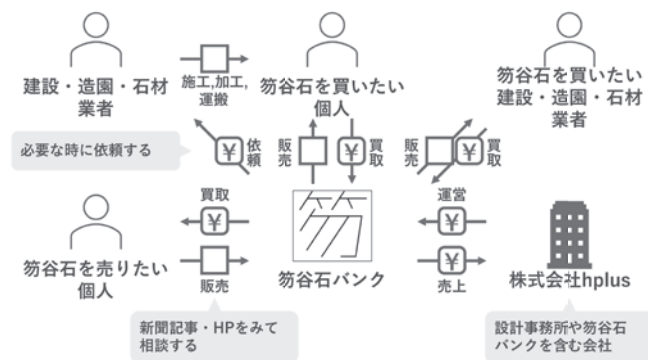 建設・造園・石材
業者
施工,加工,
運搬
笏谷石を買いたい
個人
笏谷石を買いたい
建設・造園・石材
業者
必要な時に依頼する
¥
依頼
販売
¥
買取
販売
¥
買取
買取
¥
販売
笏谷石を売りたい
個人
笏
笏谷石バンク
運営
¥
¥
売上
株式会社hplus
新聞記事・HPをみて
相談する
設計事務所や笏谷石
バンクを含む会社